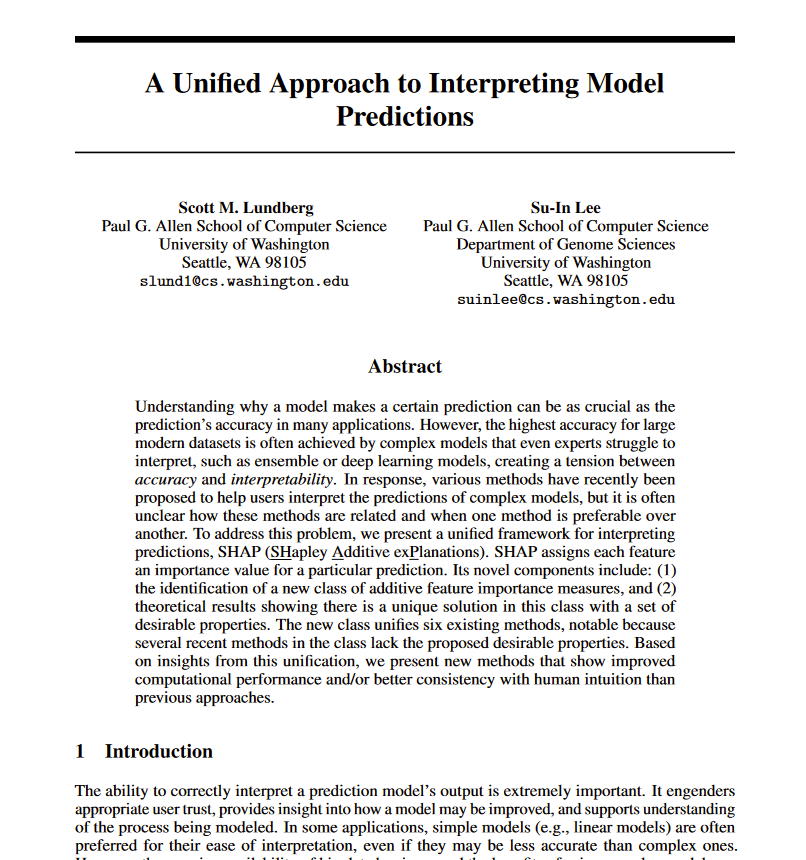 A Unified Approach to Interpreting Model
Predictions
Scott M. Lundberg
Paul G. Allen School of Computer Science
University of Washington
Seattle, WA 98105
slund1@cs.washington.edu
Su-In Lee
Paul G. Allen School of Computer Science
Department of Genome Sciences
University of Washington
Seattle, WA 98105
suinlee@cs.washington.edu
Abstract
Understanding why a model makes a certain prediction can be as crucial as the
prediction's accuracy in many applications. However, the highest accuracy for large
modern datasets is often achieved by complex models that even experts struggle to
interpret, such as ensemble or deep learning models, creating a tension between
accuracy and interpretability. In response, various methods have recently been
proposed to help users interpret the predictions of complex models, but it is often
unclear how these methods are related and when one method is preferable over
another. To address this problem, we present a unified framework for interpreting
predictions, SHAP (SHapley Additive exPlanations). SHAP assigns each feature
an importance value for a particular prediction. Its novel components include: (1)
the identification of a new class of additive feature importance measures, and (2)
theoretical results showing there is a unique solution in this class with a set of
desirable properties. The new class unifies six existing methods, notable because
several recent methods in the class lack the proposed desirable properties. Based
on insights from this unification, we present new methods that show improved
computational performance and/or better consistency with human intuition than
previous approaches.
1 Introduction
The ability to correctly interpret a prediction model's output is extremely important. It engenders
appropriate user trust, provides insight into how a model may be improved, and supports understanding
of the process being modeled. In some applications, simple models (e.g., linear models) are often
preferred for their ease of interpretation, even if they may be less accurate than complex ones.